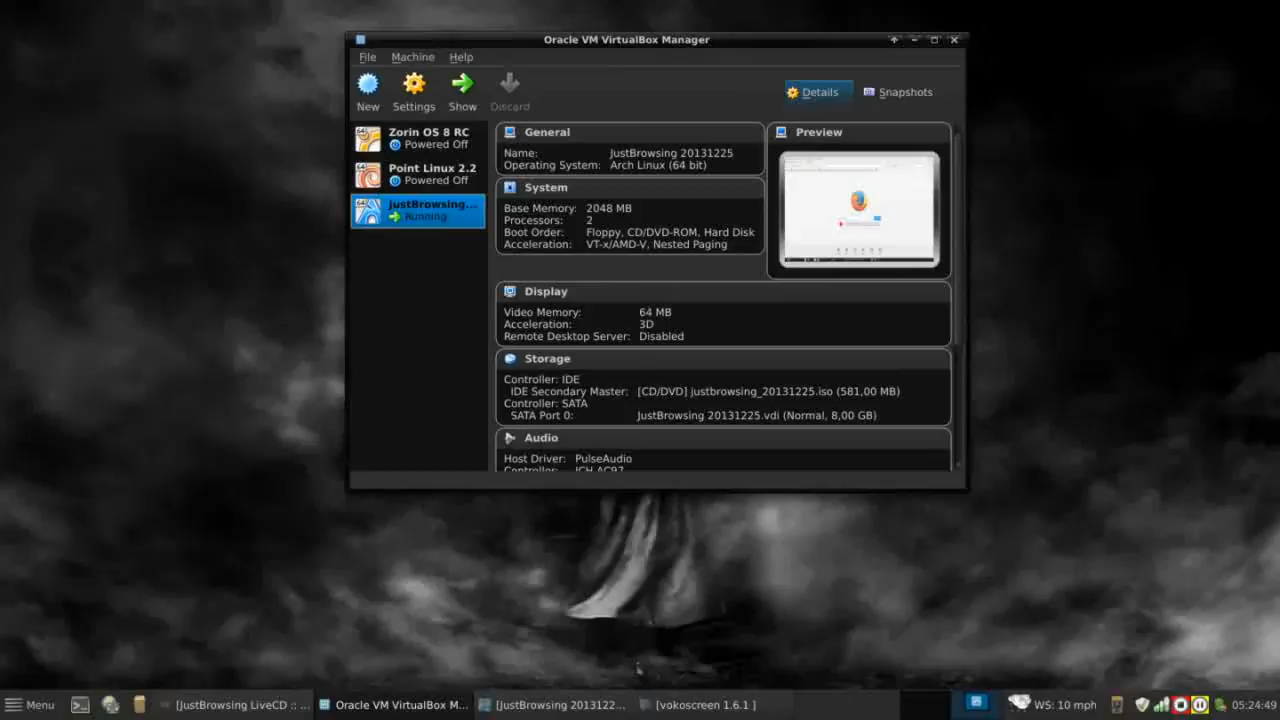 Oracle VM VirtualBox Manager
File Machine Help
New Settings Show Discard
Details Snapshots
Zorin OS 8 RC
Powered Off
Point Linux 2.2
Powered Off
JustBrowsing...
Running
General
Name: JustBrowsing 20131225
Operating System: Arch Linux (64 bit)
System
Base Memory: 2048 MB
Processors: 2
Boot Order: Floppy, CD/DVD-ROM, Hard Disk
Acceleration: VT-x/AMD-V, Nested Paging
Preview
Display
Video Memory: 64 MB
Acceleration: 3D
Remote Desktop Server: Disabled
Storage
Controller: IDE
IDE Secondary Master: [CD/DVD] justbrowsing_20131225.iso (581,00 MB)
Controller: SATA
SATA Port 0: JustBrowsing 20131225.vdi (Normal, 8,00 GB)
Audio
Host Driver: PulseAudio
Controller: ICH AC97
Menu [JustBrowsing LiveCD :: ... Oracle VM VirtualBox M... [JustBrowsing 2013122... [vokoscreen 1.6.1 ] WS: 10 mph 05:24:49